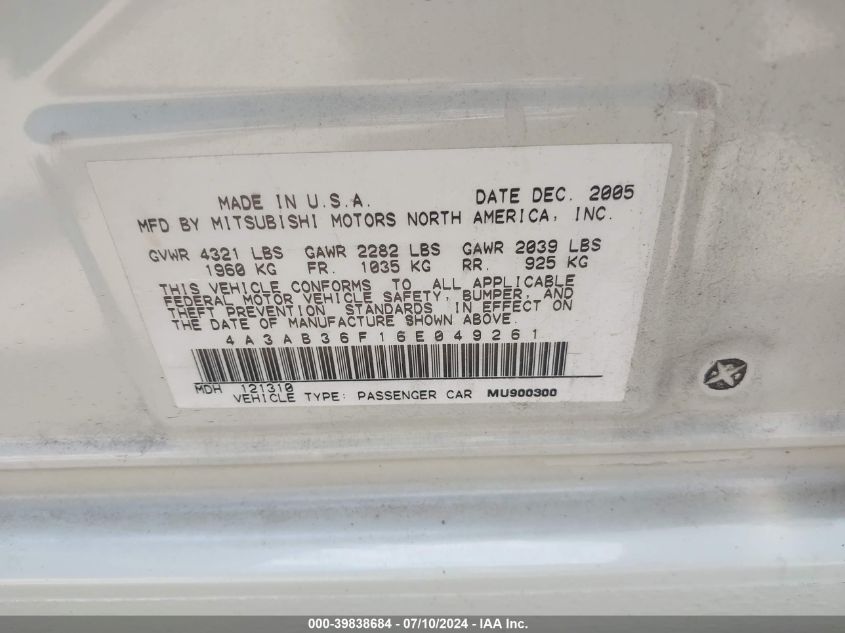 MADE IN U.S.A. DATE DEC. 2005
MFD BY MITSUBISHI MOTORS NORTH AMERICA, INC.
GVWR 4321 LBS GAWR 2282 LBS GAWR 2039 LBS
1960 KG FR. 1035 KG RR. 925 KG
THIS VEHICLE CONFORMS TO ALL APPLICABLE
FEDERAL MOTOR VEHICLE SAFETY, BUMPER, AND
THEFT PREVENTION STANDARDS IN EFFECT ON
THE DATE OF MANUFACTURE SHOWN ABOVE.
4A3AB36F16E049261
MDH 121310
VEHICLE TYPE: PASSENGER CAR MU900300
000-39838684 / 07/10/2024 - IAA Inc.